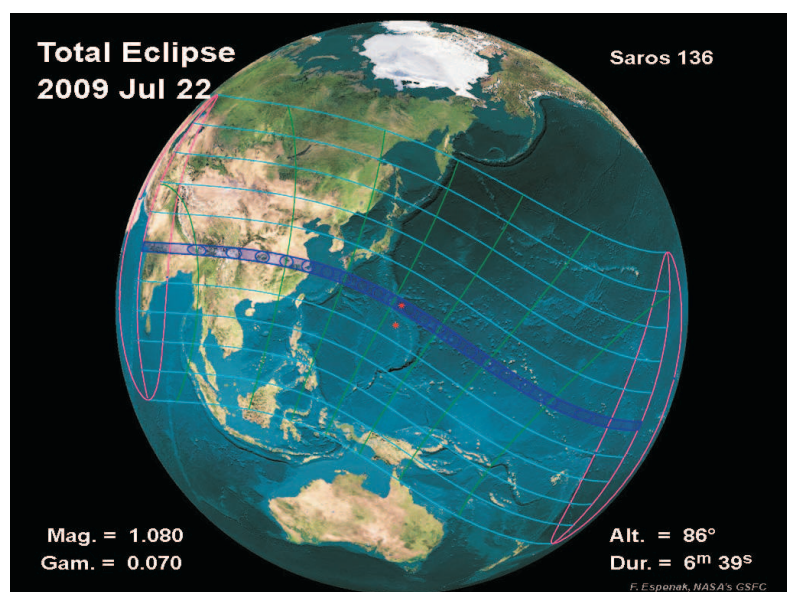 Total Eclipse
2009 Jul 22
Saros 136
Mag. = 1.080
Gam. = 0.070
Alt. = 86°
Dur. = 6m 39s
F. Espenak, NASA's GSFC